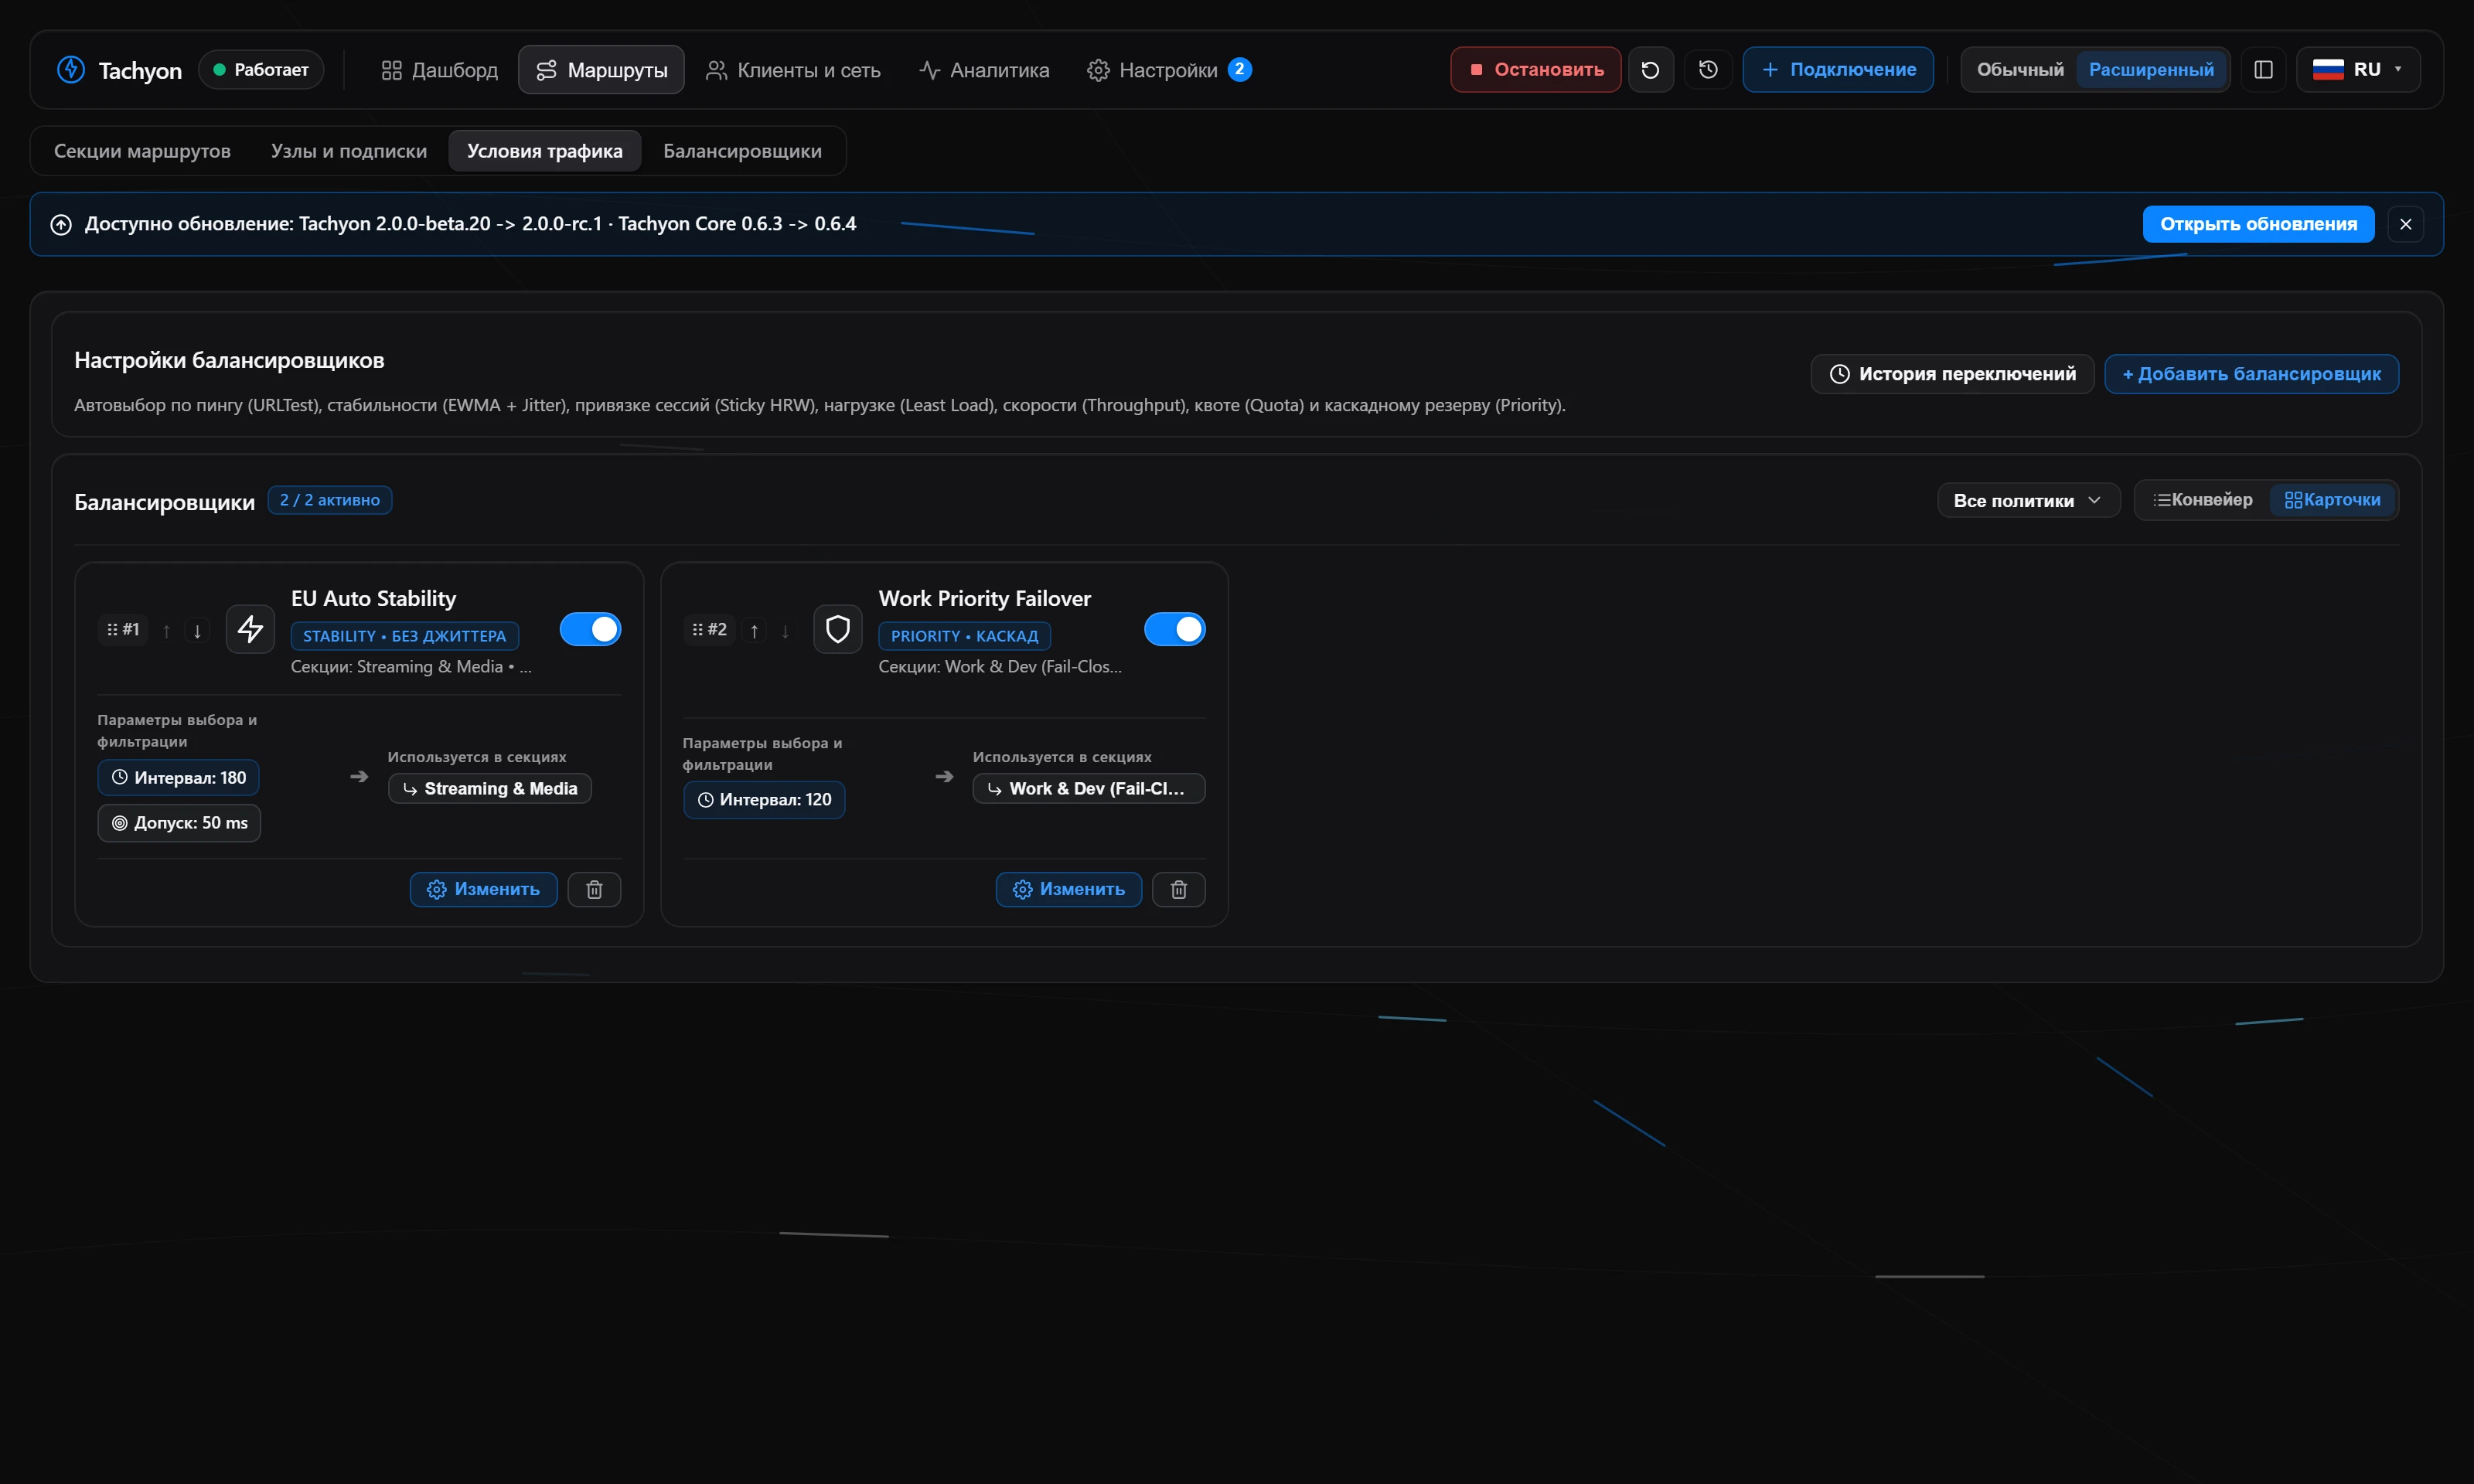 Tachyon
Работает
Дашборд
Маршруты
Клиенты и сеть
Аналитика
Настройки 2
Остановить
+ Подключение
Обычный
Расширенный
RU
Секции маршрутов
Узлы и подписки
Условия трафика
Балансировщики
Доступно обновление: Tachyon 2.0.0-beta.20 -> 2.0.0-rc.1 · Tachyon Core 0.6.3 -> 0.6.4
Открыть обновления
Настройки балансировщиков
Автовыбор по пингу (URLTest), стабильности (EWMA + Jitter), привязке сессий (Sticky HRW), нагрузке (Least Load), скорости (Throughput), квоте (Quota) и каскадному резерву (Priority).
История переключений
+ Добавить балансировщик
Балансировщики
2 / 2 активно
Все политики
Конвейер
Карточки
#1 ↑ ↓
EU Auto Stability
STABILITY • БЕЗ ДЖИТТЕРА
Секции: Streaming & Media • ...
Параметры выбора и
фильтрации
Интервал: 180
Допуск: 50 ms
➔
Используется в секциях
Streaming & Media
Изменить
#2 ↑ ↓
Work Priority Failover
PRIORITY • КАСКАД
Секции: Work & Dev (Fail-Clos...
Параметры выбора и
фильтрации
Интервал: 120
➔
Используется в секциях
Work & Dev (Fail-Cl...
Изменить